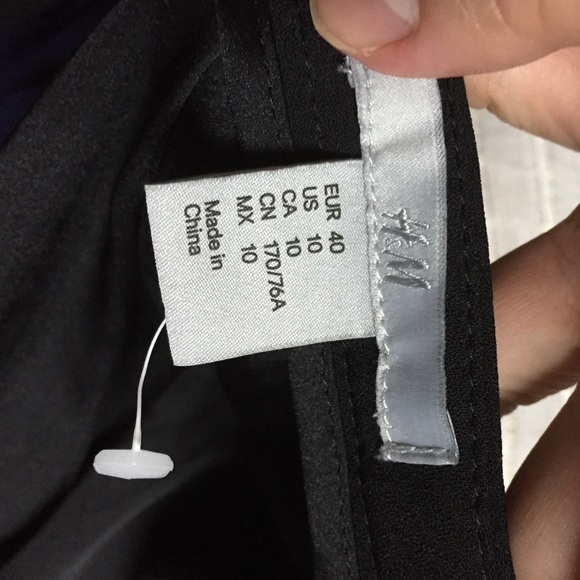 H&M
EUR 40
US 10
CA 10
CN 170/76A
MX 10
Made in
China